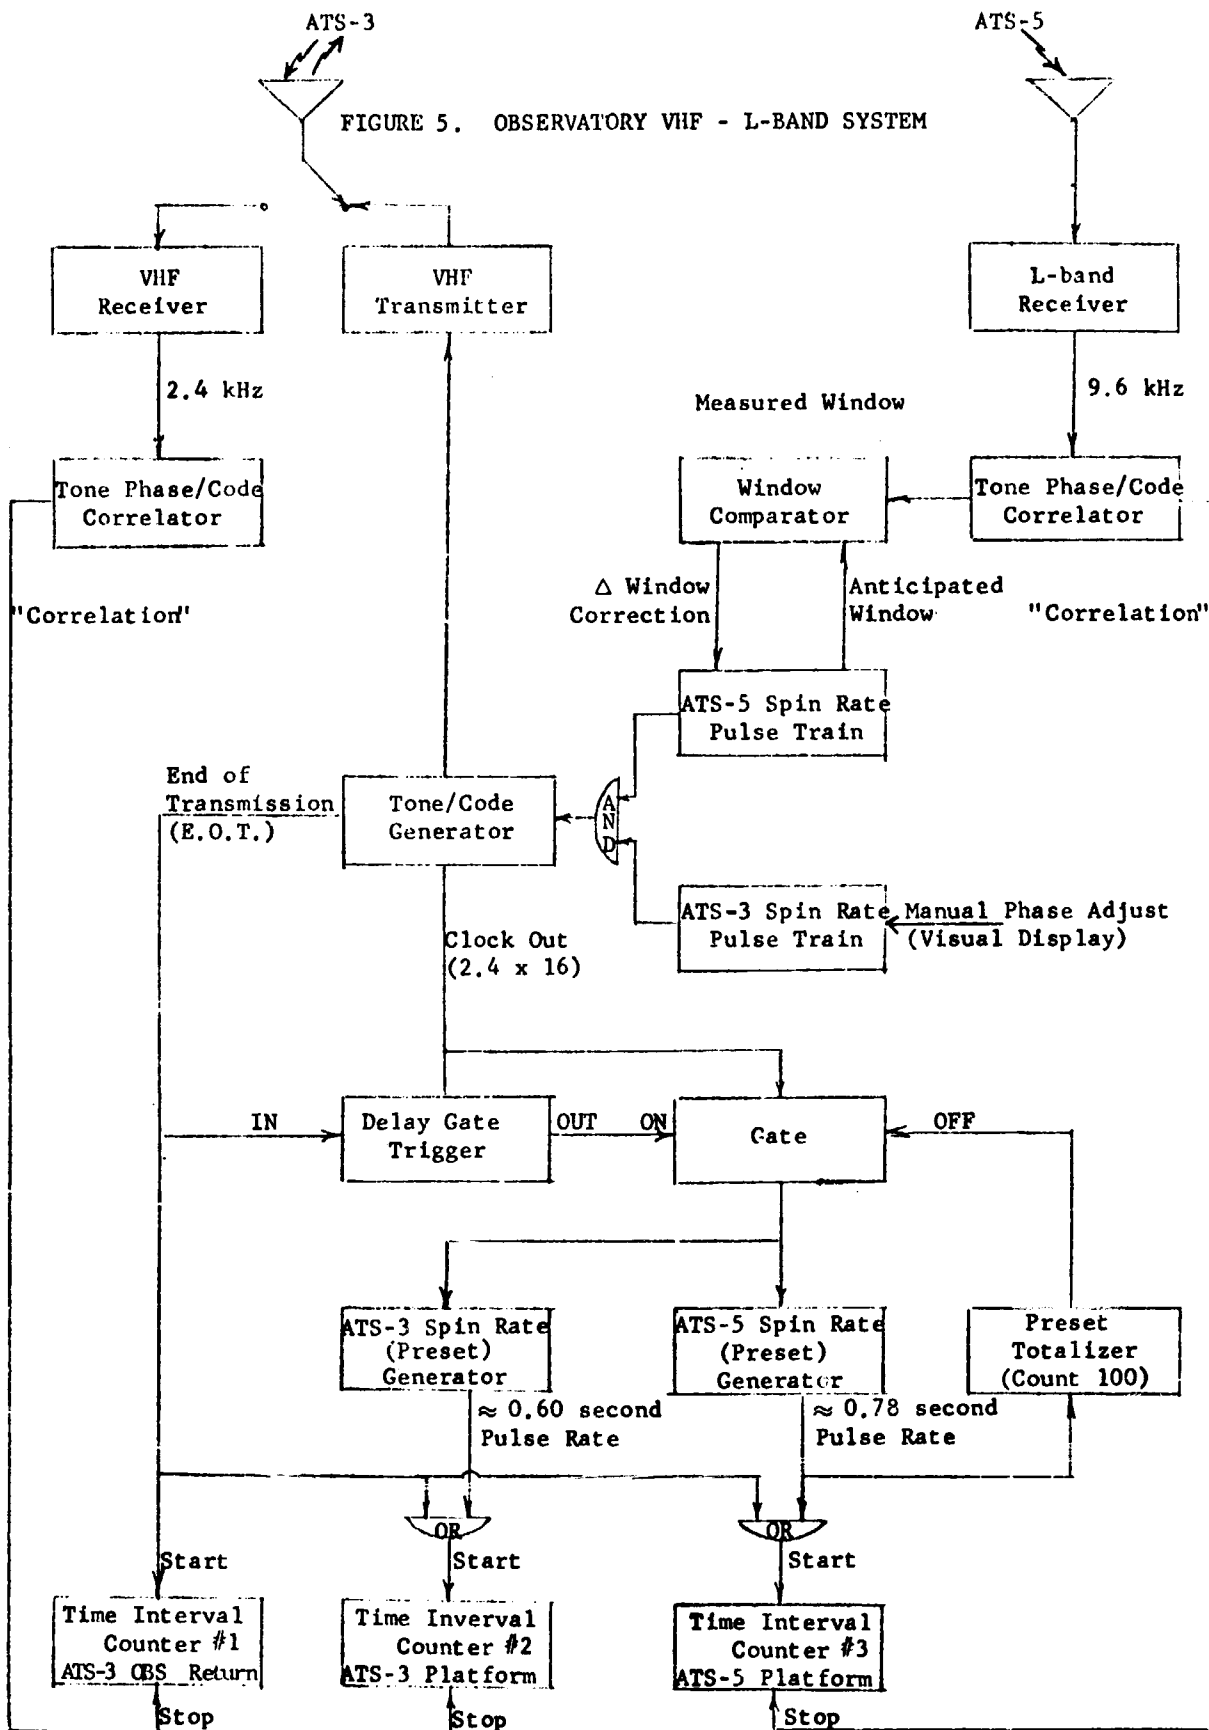 ATS-3
ATS-5
FIGURE 5. OBSERVATORY VHF - L-BAND SYSTEM
VHF
Receiver
VHF
Transmitter
L-band
Receiver
2.4 kHz
9.6 kHz
Measured Window
Tone Phase/Code
Correlator
Window
Comparator
Tone Phase/Code
Correlator
"Correlation"
Δ Window
Correction
Anticipated
Window
"Correlation"
ATS-5 Spin Rate
Pulse Train
End of
Transmission
(E.O.T.)
Tone/Code
Generator
AND
ATS-3 Spin Rate
Pulse Train
Manual Phase Adjust
(Visual Display)
Clock Out
(2.4 x 16)
IN
Delay Gate
Trigger
OUT
ON
Gate
OFF
ATS-3 Spin Rate
(Preset)
Generator
ATS-5 Spin Rate
(Preset)
Generator
Preset
Totalizer
(Count 100)
≈ 0.60 second
Pulse Rate
≈ 0.78 second
Pulse Rate
OR
OR
Start
Start
Start
Time Interval
Counter #1
ATS-3 OBS Return
Time Inverval
Counter #2
ATS-3 Platform
Time Interval
Counter #3
ATS-5 Platform
Stop
Stop
Stop